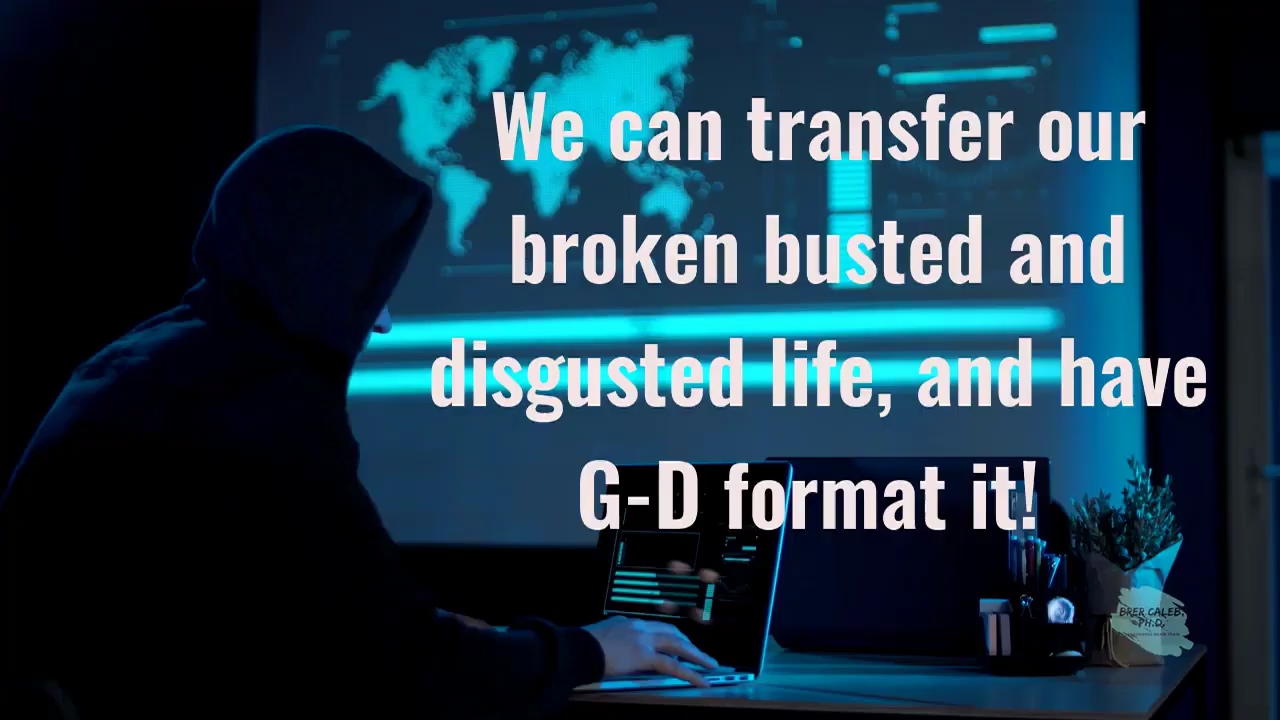 We can transfer our
broken busted and
disgusted life, and have
G-D format it!
BRER CALEB,
PH.D.